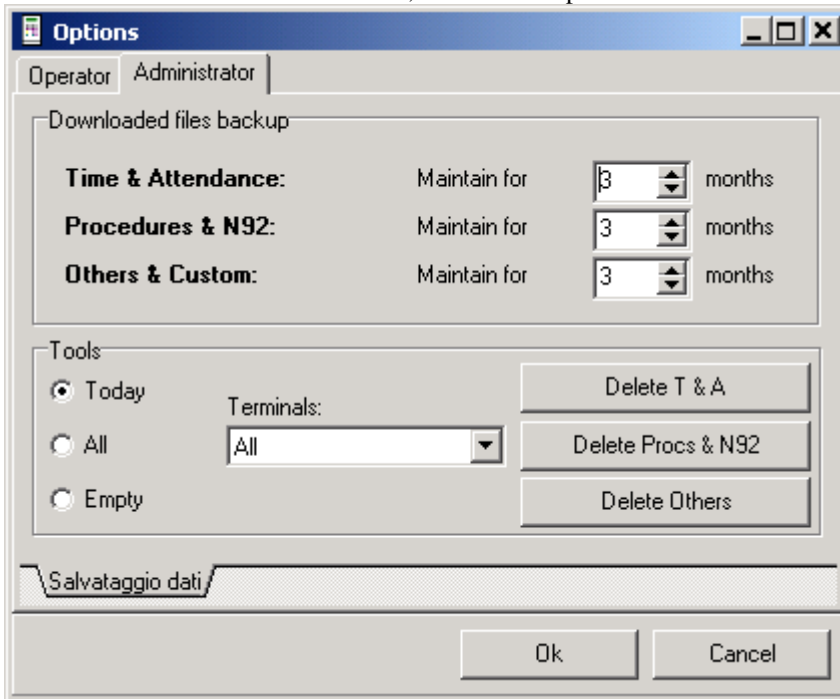 Options
Operator Administrator
Downloaded files backup
Time & Attendance: Maintain for 3 months
Procedures & N92: Maintain for 3 months
Others & Custom: Maintain for 3 months
Tools
Today Terminals: Delete T & A
All All Delete Procs & N92
Empty Delete Others
Salvataggio dati
Ok Cancel